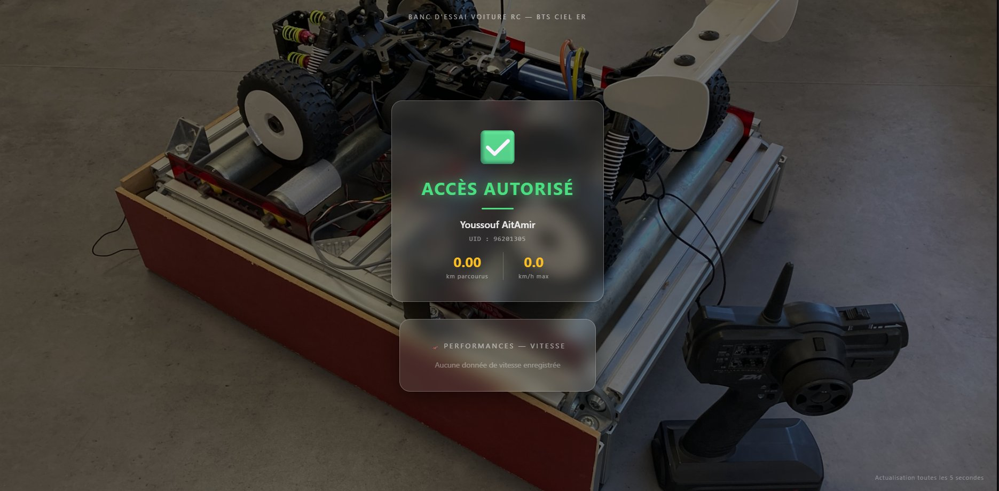 BANC D'ESSAI VOITURE RC — BTS CIEL ER
ACCÈS AUTORISÉ
Youssouf AitAmir
UID : 96201305
0.00
km parcourus
0.0
km/h max
PERFORMANCES — VITESSE
Aucune donnée de vitesse enregistrée
Actualisation toutes les 5 secondes